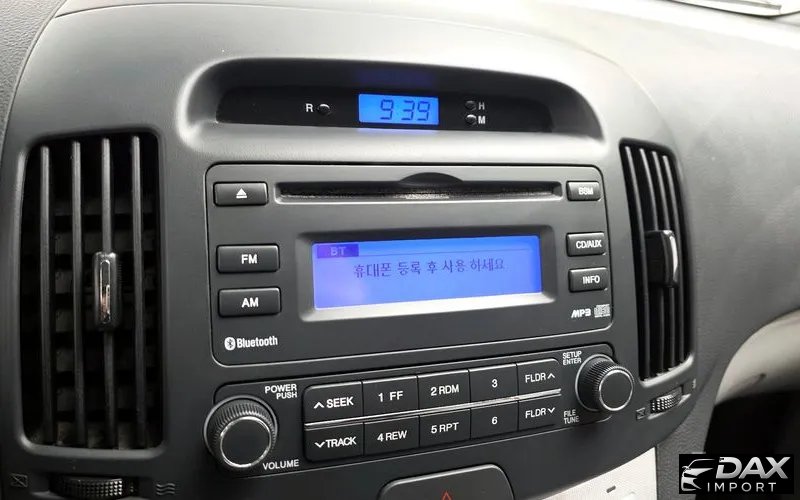 R
9:39
H
M
BSM
BT
휴대폰 등록 후 사용 하세요
FM
CD/AUX
AM
INFO
Bluetooth
MP3
POWER
PUSH
VOLUME
∧ SEEK
1 FF
2 RDM
3
FLDR ∧
∨TRACK
4 REW
5 RPT
6
FLDR ∨
SETUP
ENTER
FILE
TUNE
DAX
IMPORT